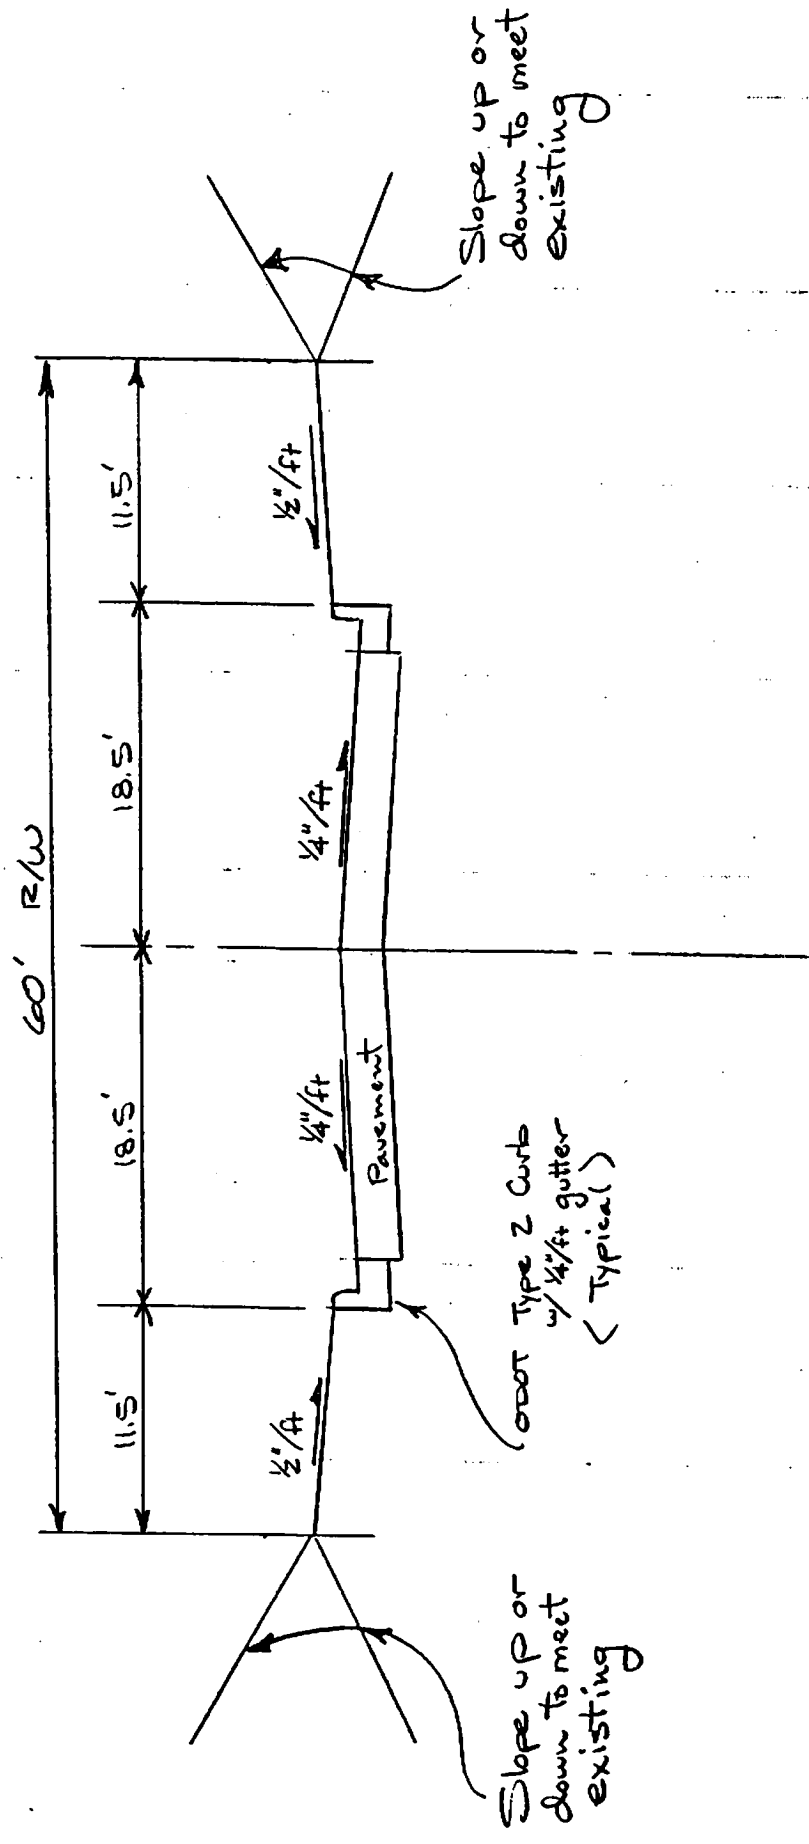 60' R/W
11.5'
18.5'
18.5'
11.5'
1/2"/ft
1/4"/ft
1/4"/ft
1/2"/ft
Pavement
Slope up or
down to meet
existing
ODOT Type 2 Curb
w/ 1/4"/ft gutter
(Typical)
Slope up or
down to meet
existing